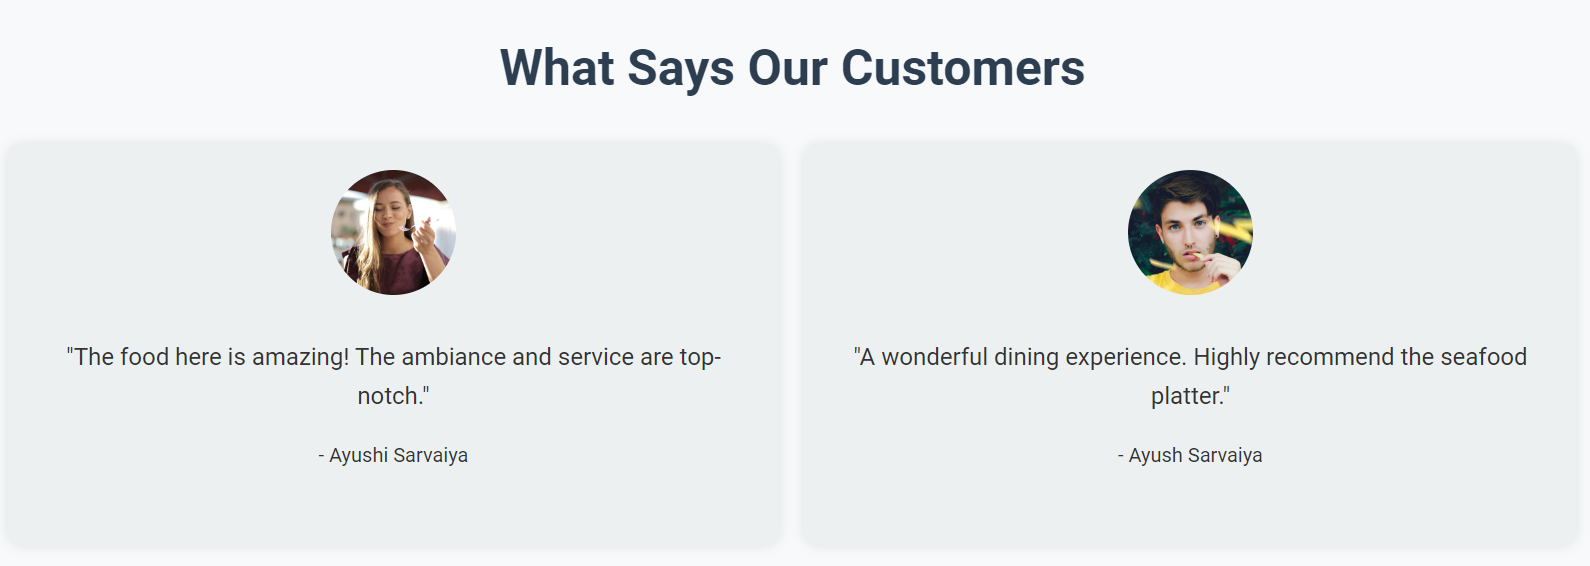 What Says Our Customers
"The food here is amazing! The ambiance and service are top-
notch."
- Ayushi Sarvaiya
"A wonderful dining experience. Highly recommend the seafood
platter."
- Ayush Sarvaiya